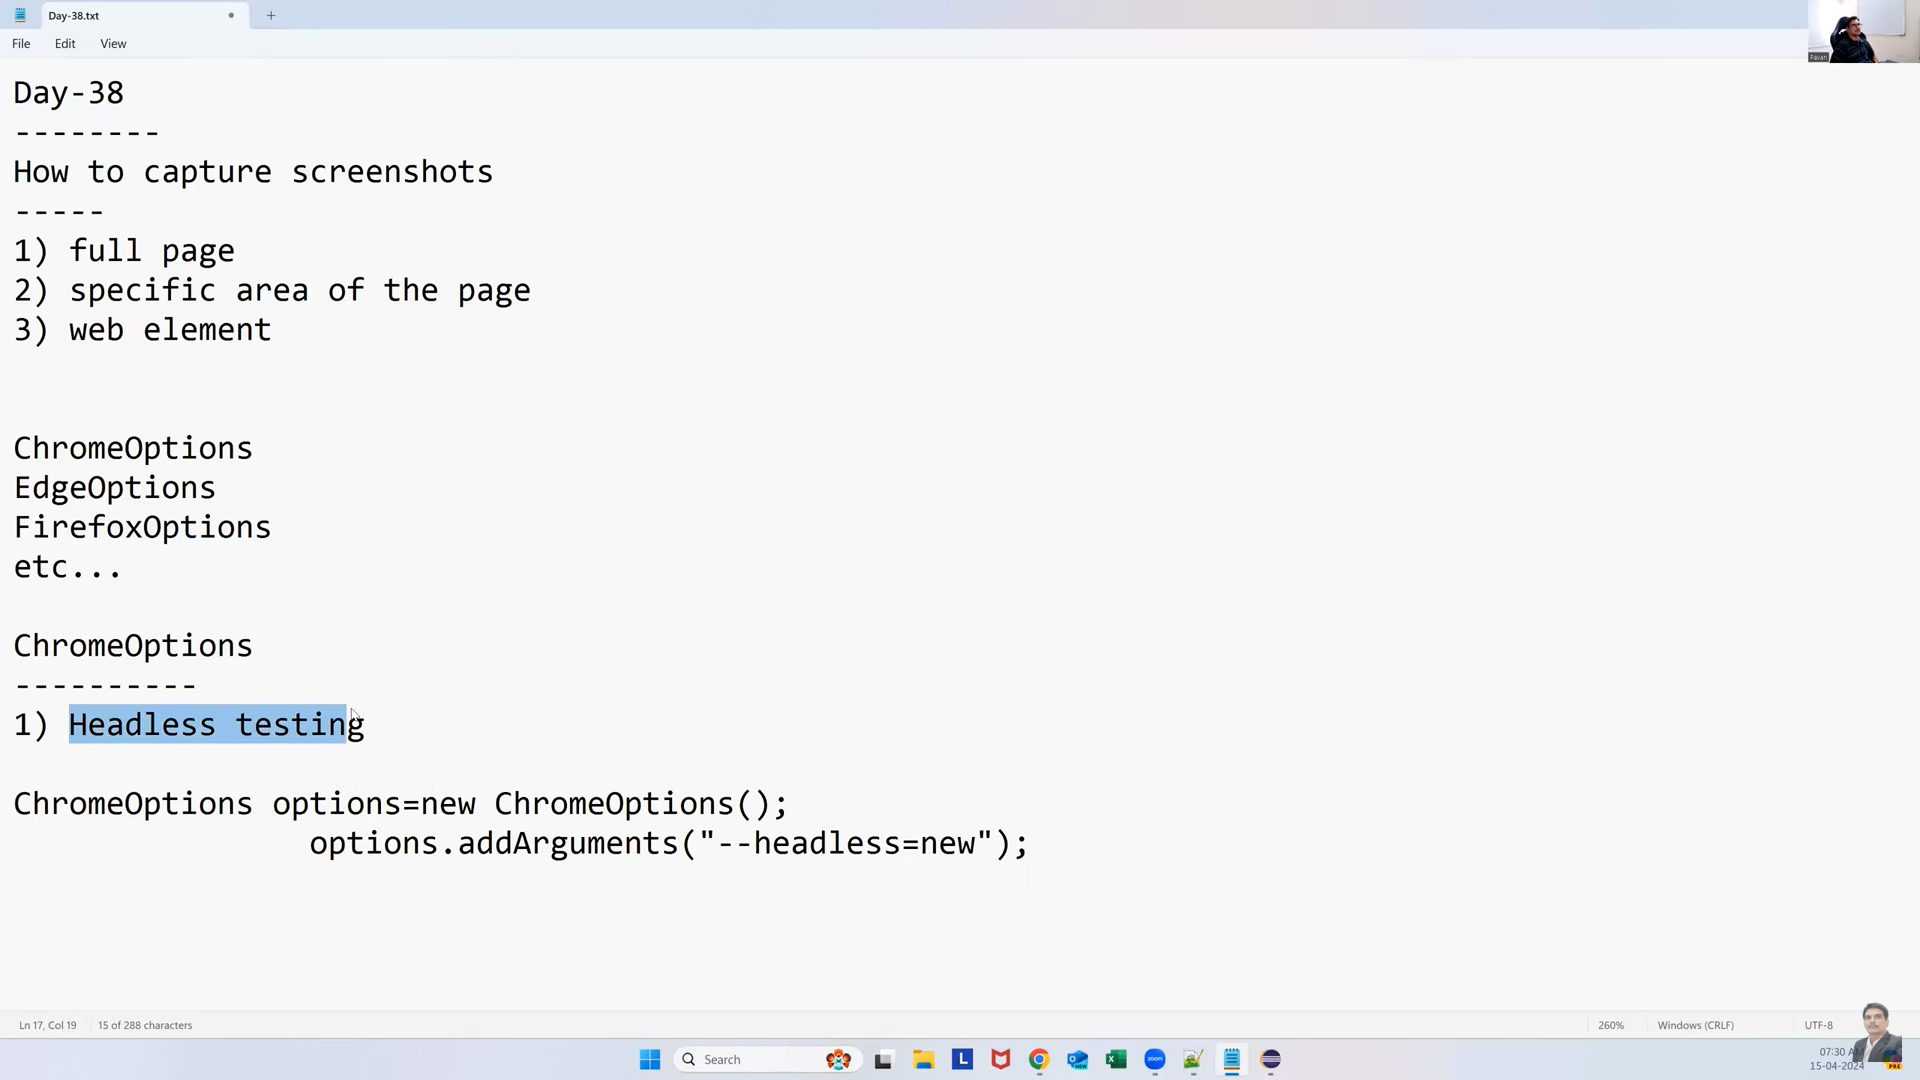 Day-38.txt
File Edit View
Pavan
Day-38
--------
How to capture screenshots
-----
1) full page
2) specific area of the page
3) web element
ChromeOptions
EdgeOptions
FirefoxOptions
etc...
ChromeOptions
----------
1) Headless testing
ChromeOptions options=new ChromeOptions();
options.addArguments("--headless=new");
Ln 17, Col 19 15 of 288 characters 260% Windows (CRLF) UTF-8
Search
07:30
15-04-2024